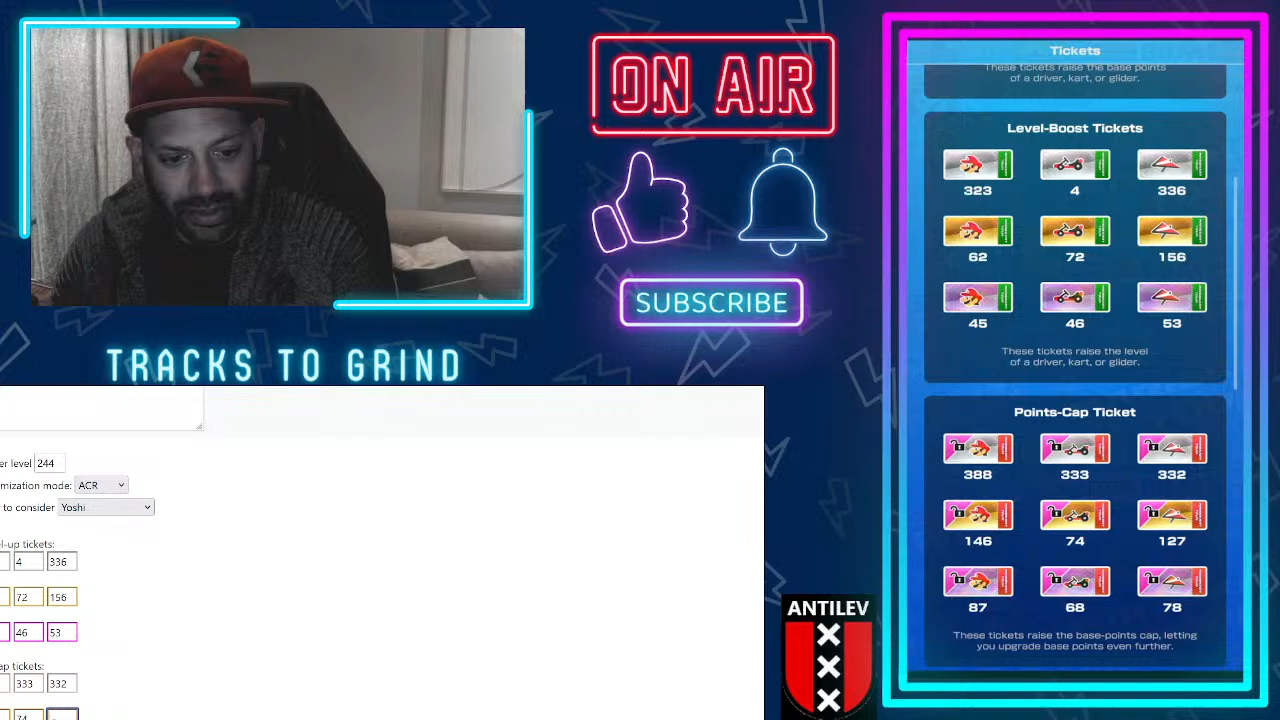 ON AIR
SUBSCRIBE
TRACKS TO GRIND
er level 244
mization mode: ACR
to consider Yoshi
el-up tickets:
4 336
72 156
46 53
ap tickets:
333 332
ANTILEV
Tickets
These tickets raise the base points
of a driver, kart, or glider.
Level-Boost Tickets
323 4 336
62 72 156
45 46 53
These tickets raise the level
of a driver, kart, or glider.
Points-Cap Ticket
388 333 332
146 74 127
87 68 78
These tickets raise the base-points cap, letting
you upgrade base points even further.